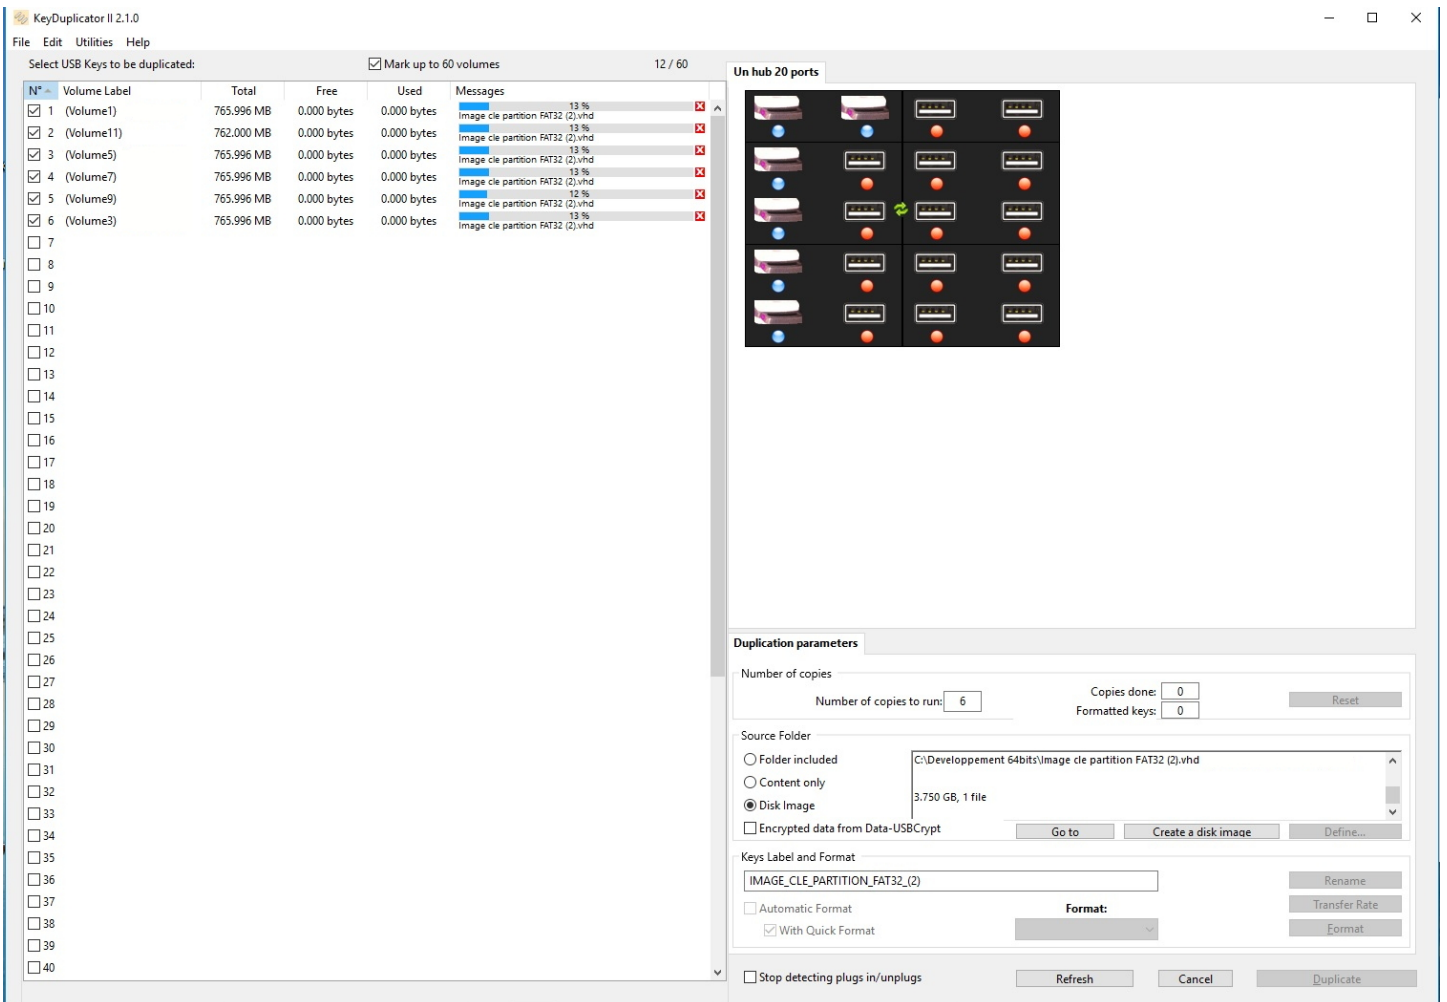 KeyDuplicator II 2.1.0
File Edit Utilities Help
Select USB Keys to be duplicated: Mark up to 60 volumes 12 / 60
N° Volume Label Total Free Used Messages
1 (Volume1) 765.996 MB 0.000 bytes 0.000 bytes 13 %
Image cle partition FAT32 (2).vhd
2 (Volume11) 762.000 MB 0.000 bytes 0.000 bytes 13 %
Image cle partition FAT32 (2).vhd
3 (Volume5) 765.996 MB 0.000 bytes 0.000 bytes 13 %
Image cle partition FAT32 (2).vhd
4 (Volume7) 765.996 MB 0.000 bytes 0.000 bytes 13 %
Image cle partition FAT32 (2).vhd
5 (Volume9) 765.996 MB 0.000 bytes 0.000 bytes 12 %
Image cle partition FAT32 (2).vhd
6 (Volume3) 765.996 MB 0.000 bytes 0.000 bytes 13 %
Image cle partition FAT32 (2).vhd
7
8
9
10
11
12
13
14
15
16
17
18
19
20
21
22
23
24
25
26
27
28
29
30
31
32
33
34
35
36
37
38
39
40
Un hub 20 ports
Duplication parameters
Number of copies
Number of copies to run: 6
Copies done: 0
Formatted keys: 0
Reset
Source Folder
Folder included
Content only
Disk Image
Encrypted data from Data-USBCrypt
C:\Developpement 64bits\Image cle partition FAT32 (2).vhd
3.750 GB, 1 file
Go to Create a disk image Define...
Keys Label and Format
IMAGE_CLE_PARTITION_FAT32_(2) Rename
Automatic Format Format: Transfer Rate
With Quick Format Format
Stop detecting plugs in/unplugs Refresh Cancel Duplicate